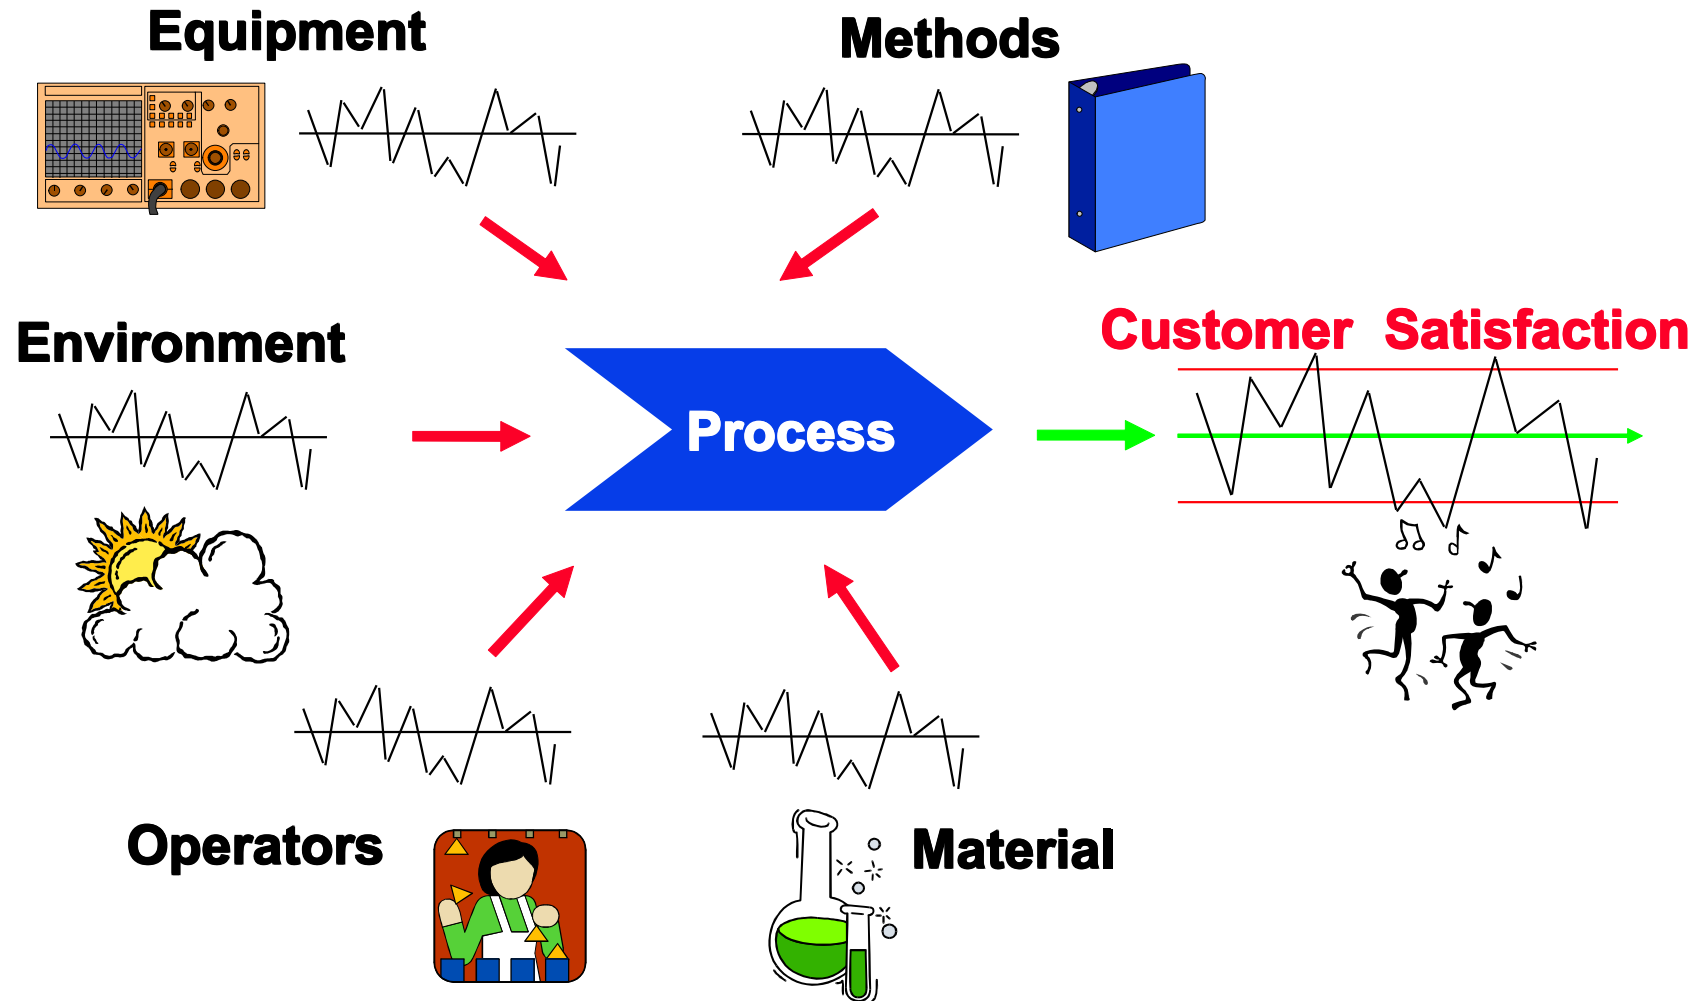 Equipment
Methods
Environment
Customer Satisfaction
Process
Operators
Material